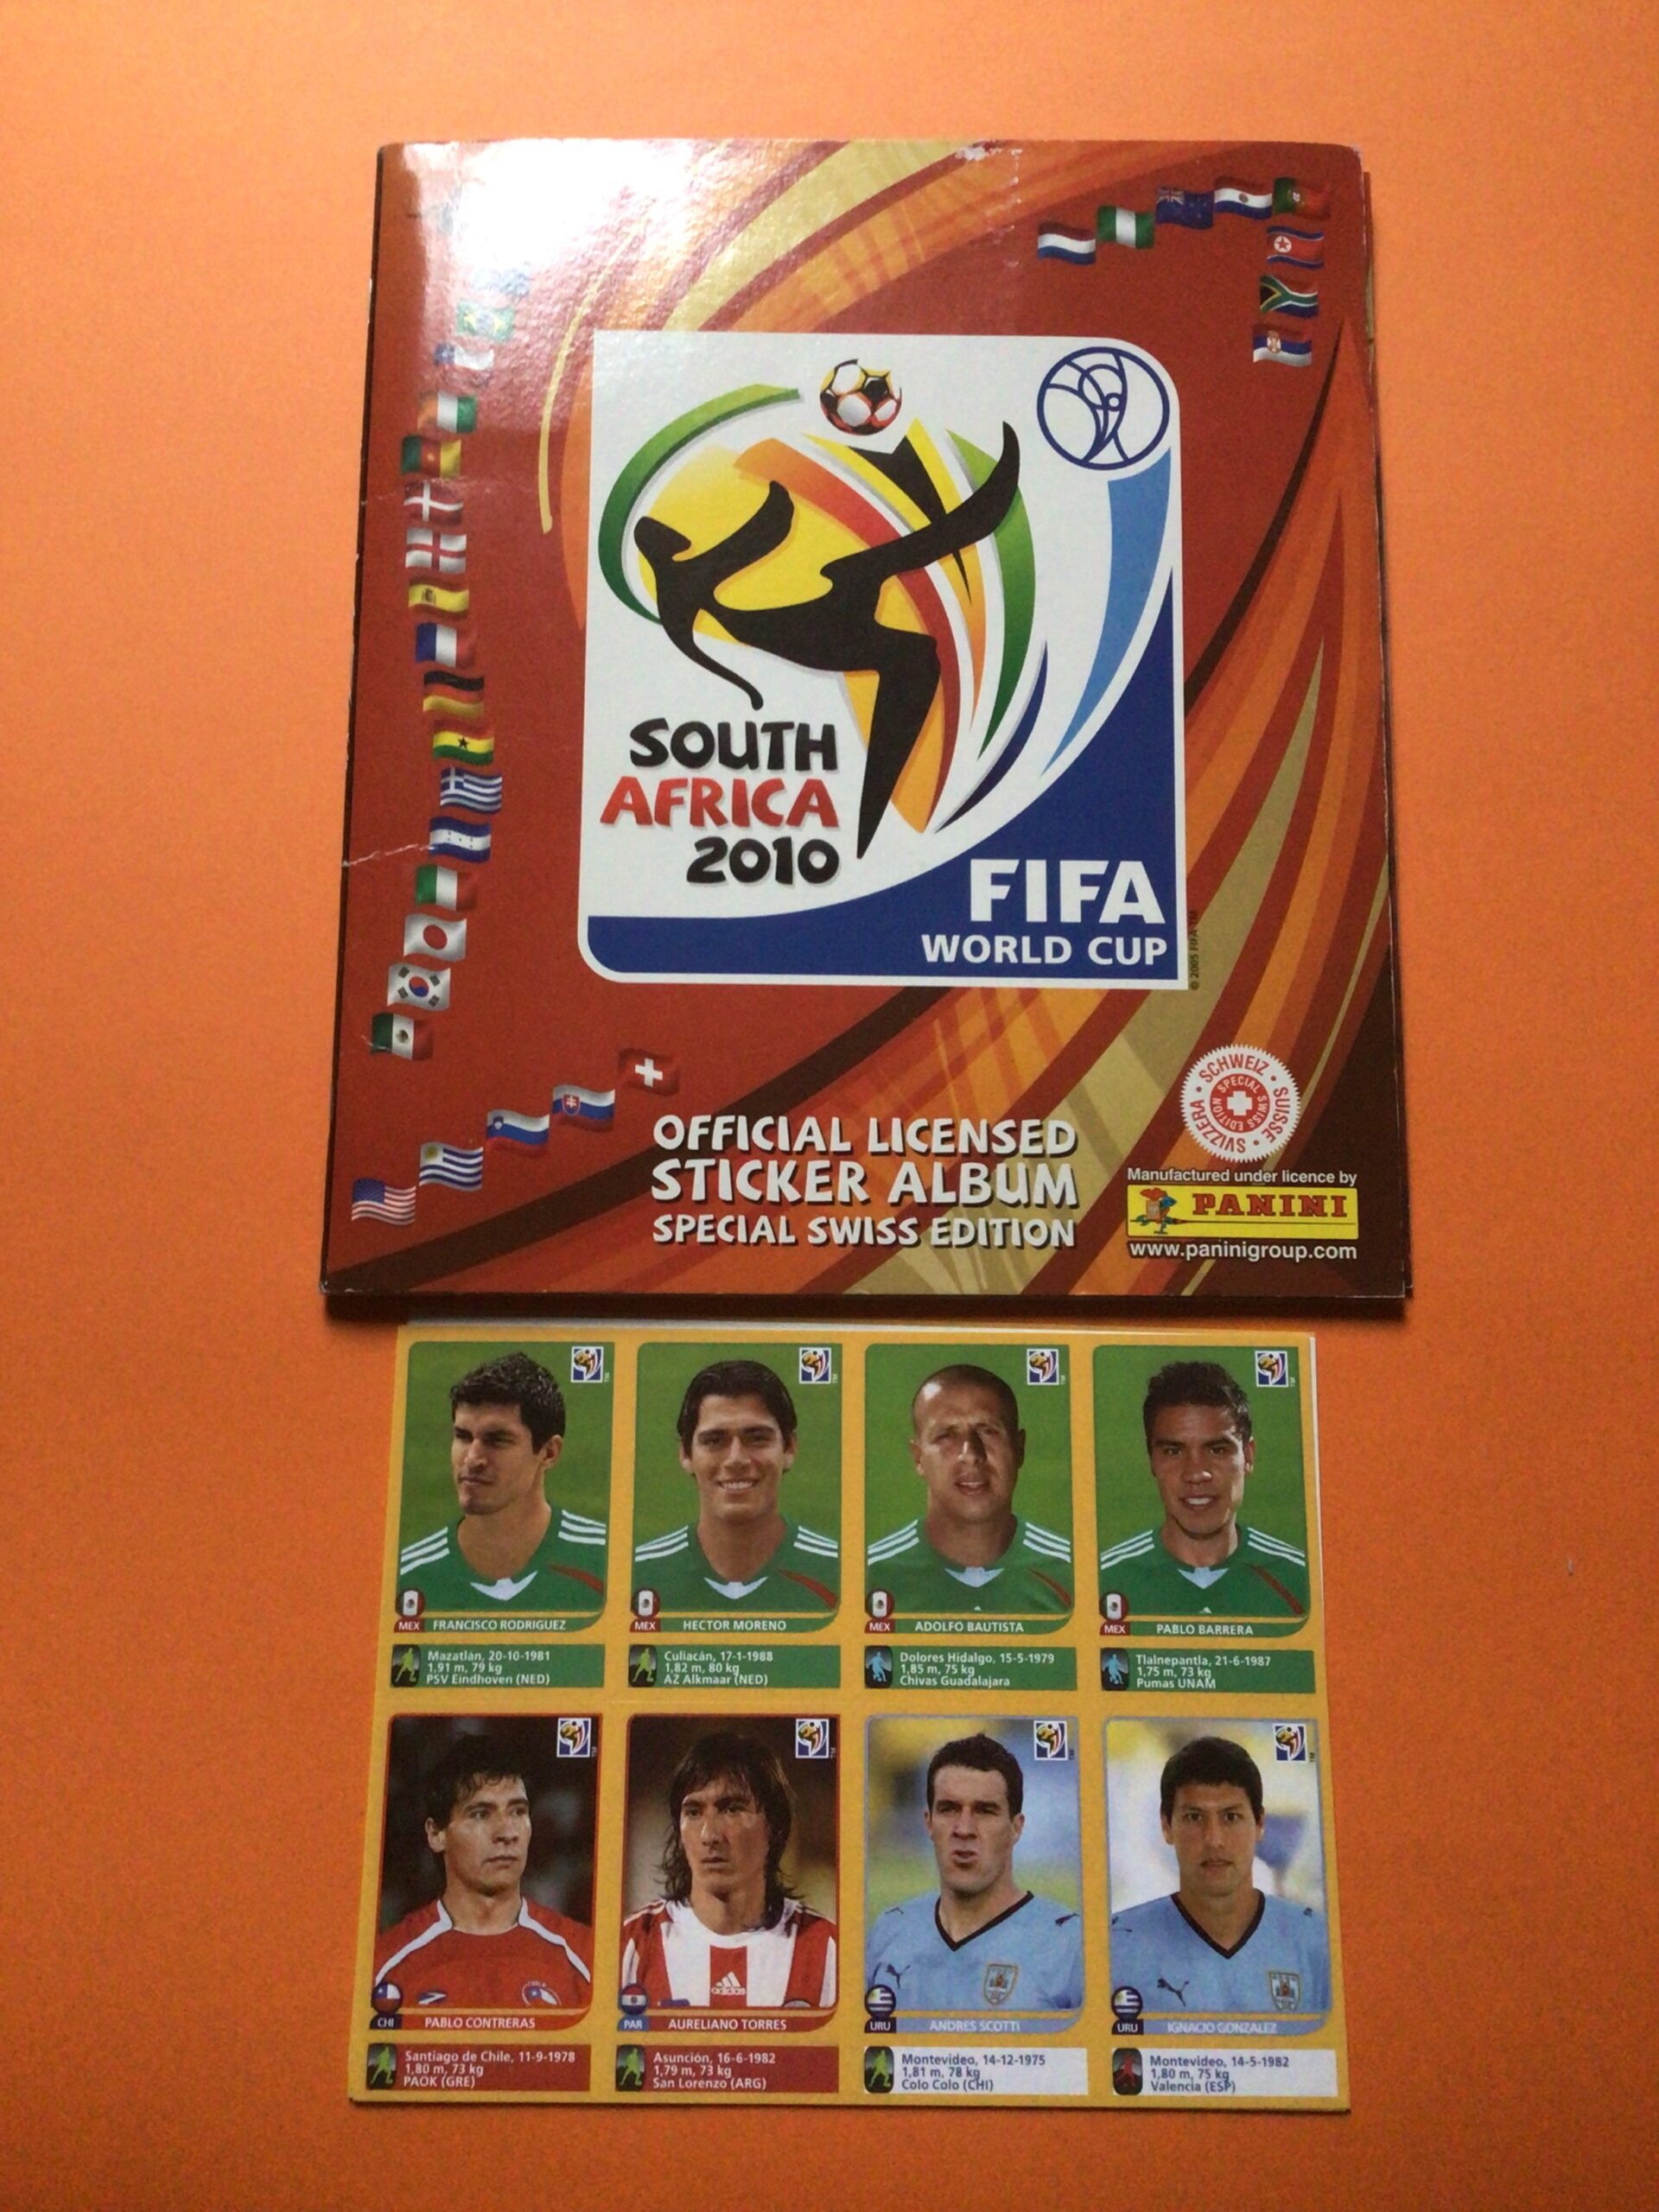 SOUTH
AFRICA
2010
FIFA
WORLD CUP
© 2005 FIFA TM
OFFICIAL LICENSED
STICKER ALBUM
SPECIAL SWISS EDITION
SCHWEIZ • SUISSE • SVIZZERA •
SPECIAL SWISS EDITION
Manufactured under licence by
PANINI
www.paninigroup.com
MEX FRANCISCO RODRIGUEZ
Mazatlán, 20-10-1981
1,91 m, 79 kg
PSV Eindhoven (NED)
MEX HECTOR MORENO
Culiacán, 17-1-1988
1,82 m, 80 kg
AZ Alkmaar (NED)
MEX ADOLFO BAUTISTA
Dolores Hidalgo, 15-5-1979
1,85 m, 75 kg
Chivas Guadalajara
MEX PABLO BARRERA
Tlalnepantla, 21-6-1987
1,75 m, 73 kg
Pumas UNAM
CHI PABLO CONTRERAS
Santiago de Chile, 11-9-1978
1,80 m, 73 kg
PAOK (GRE)
adidas
PAR AURELIANO TORRES
Asunción, 16-6-1982
1,79 m, 73 kg
San Lorenzo (ARG)
URU ANDRES SCOTTI
Montevideo, 14-12-1975
1,81 m, 78 kg
Colo Colo (CHI)
URU IGNACIO GONZALEZ
Montevideo, 14-5-1982
1,80 m, 75 kg
Valencia (ESP)